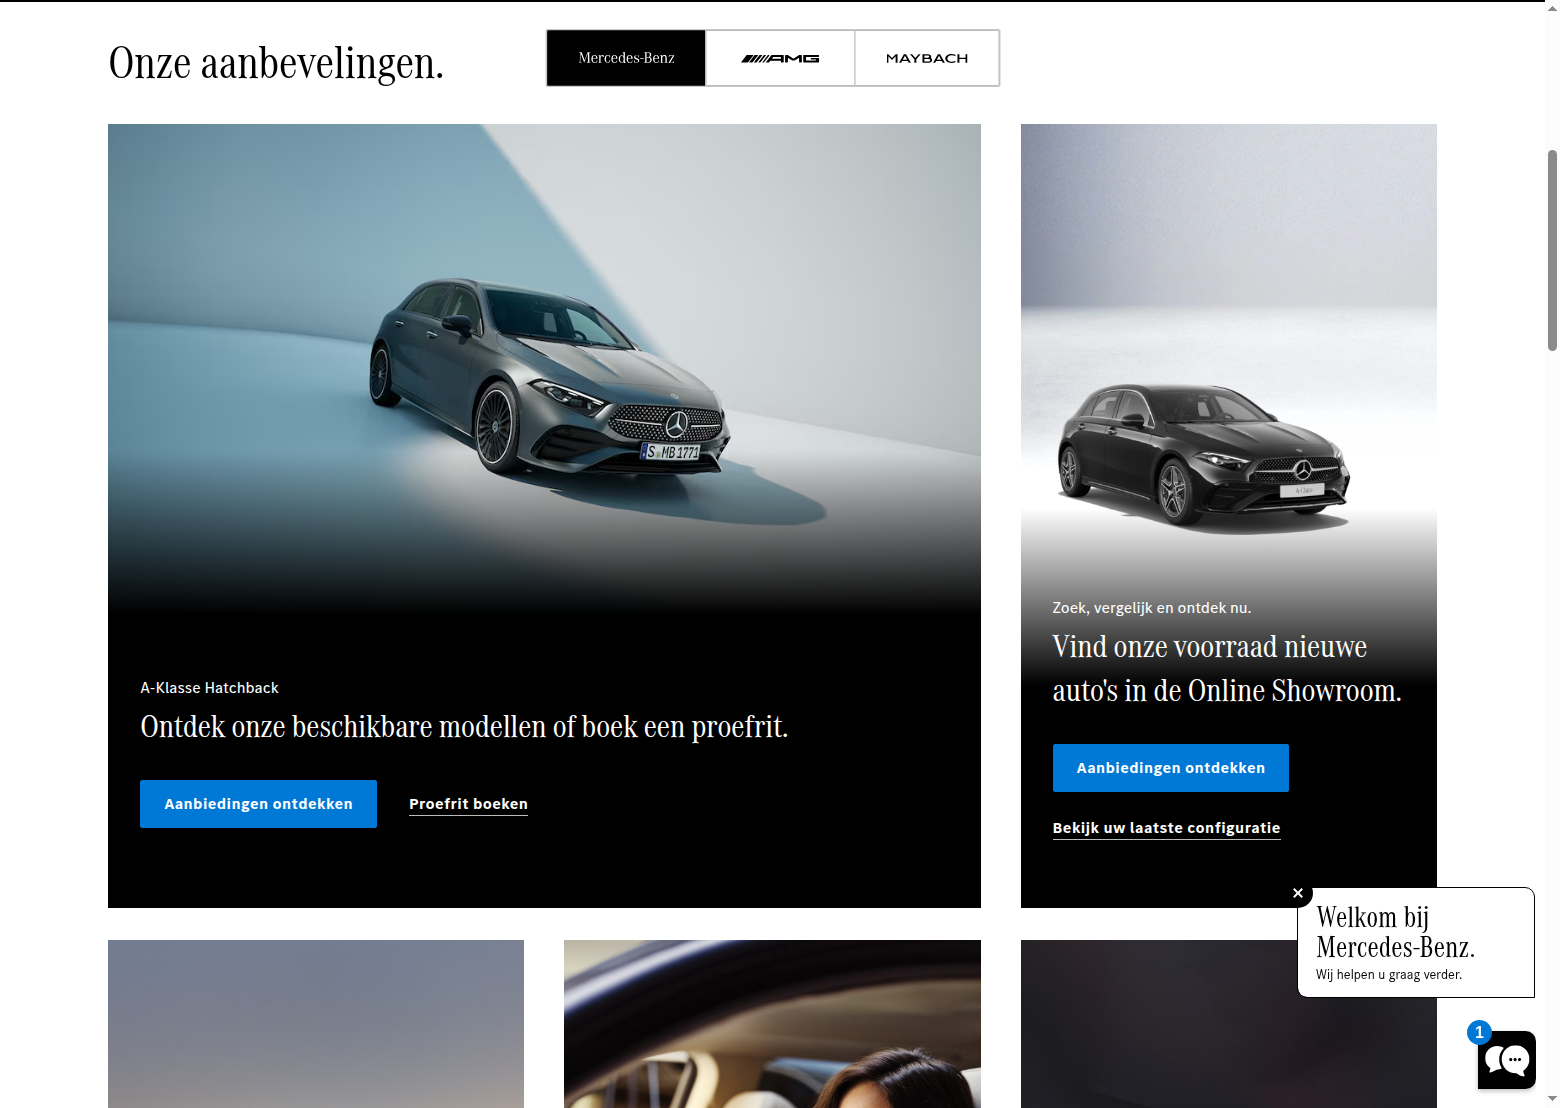 Onze aanbevelingen.
Mercedes-Benz
AMG
MAYBACH
S MB 1771
A-Class
A-Klasse Hatchback
Ontdek onze beschikbare modellen of boek een proefrit.
Aanbiedingen ontdekken
Proefrit boeken
Zoek, vergelijk en ontdek nu.
Vind onze voorraad nieuwe
auto's in de Online Showroom.
Aanbiedingen ontdekken
Bekijk uw laatste configuratie
Welkom bij
Mercedes-Benz.
Wij helpen u graag verder.
1